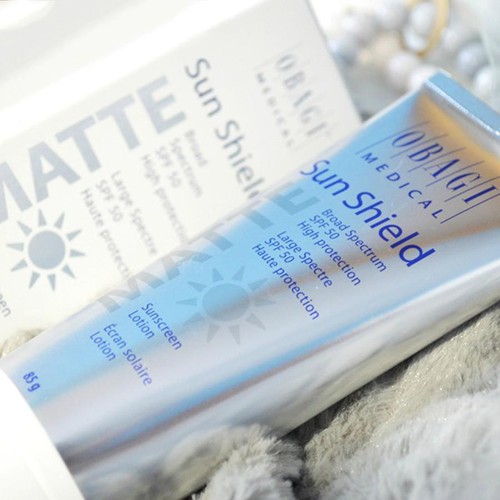 OBAGI
MEDICAL
Sun Shield
MATTE
Broad
Spectrum
SPF 50
High protection
Large Spectre
SPF 50
Haute protection
OBAGI
MEDICAL
Sun Shield
MATTE
Broad Spectrum
SPF 50
High protection
Large Spectre
SPF 50
Haute protection
Sunscreen
Lotion
Écran solaire
Lotion
85g